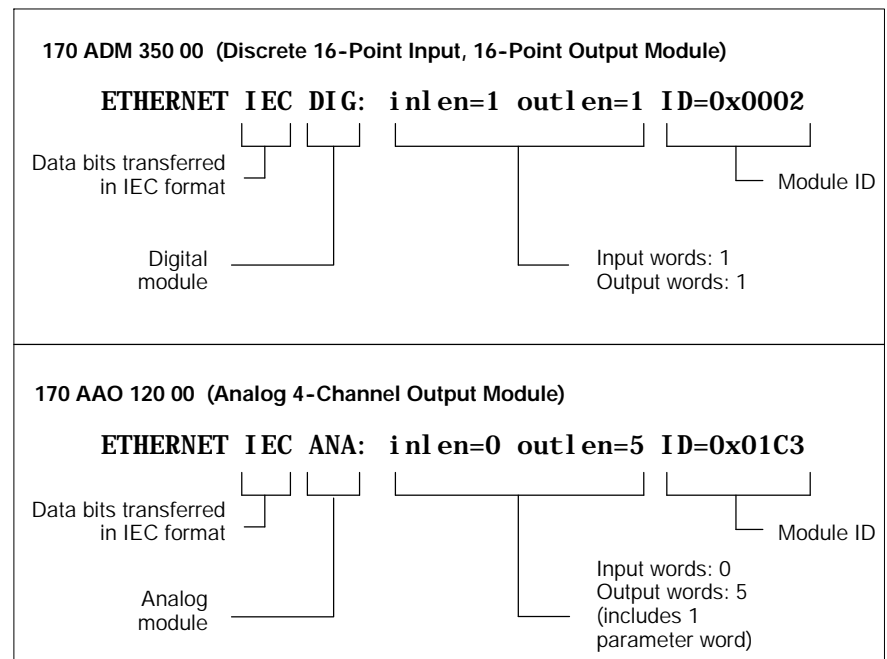 170 ADM 350 00 (Discrete 16-Point Input, 16-Point Output Module)
ETHERNET IEC DIG: inlen=1 outlen=1 ID=0x0002
Data bits transferred
in IEC format
Module ID
Digital
module
Input words: 1
Output words: 1
170 AAO 120 00 (Analog 4-Channel Output Module)
ETHERNET IEC ANA: inlen=0 outlen=5 ID=0x01C3
Data bits transferred
in IEC format
Module ID
Analog
module
Input words: 0
Output words: 5
(includes 1
parameter word)